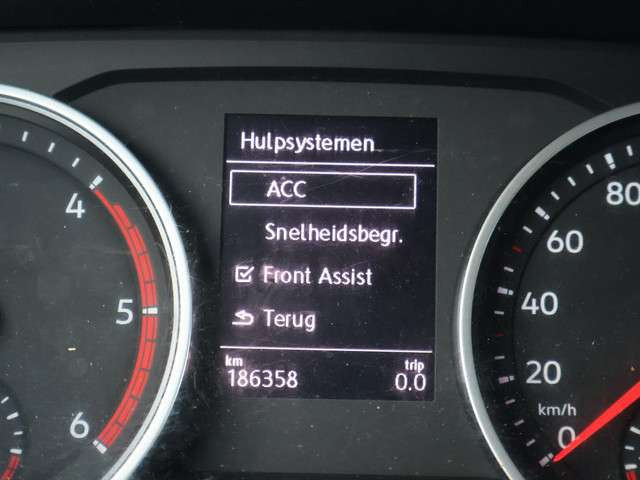 Hulpsystemen
ACC
Snelheidsbegr.
Front Assist
Terug
km trip
186358 0.0
4
5
6
80
60
40
20
km/h
0